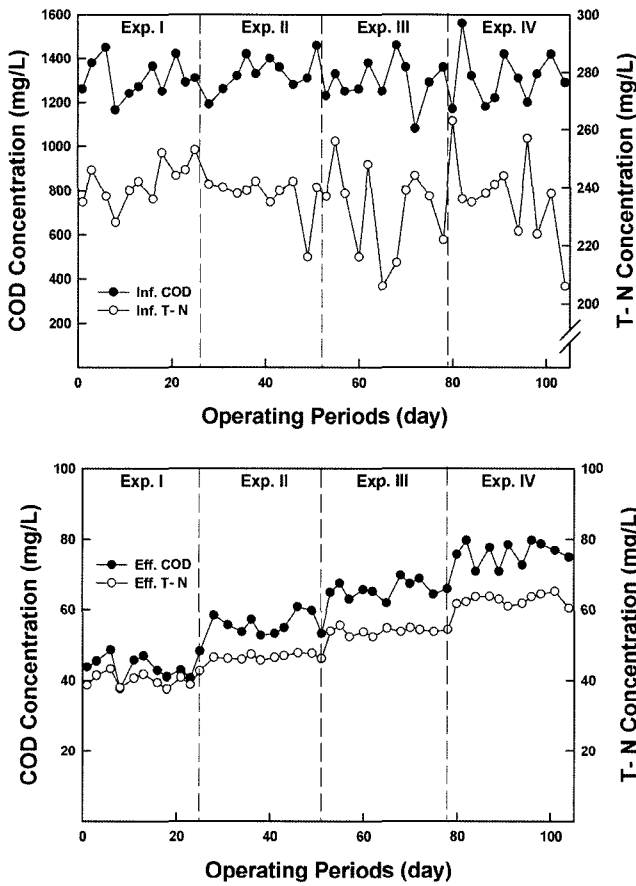 Exp. I Exp. II Exp. III Exp. IV
1600
1400
1200
1000
800
600
400
200
COD Concentration (mg/L)
Inf. COD
Inf. T- N
300
280
260
240
220
200
T- N Concentration (mg/L)
0 20 40 60 80 100
Operating Periods (day)
Exp. I Exp. II Exp. III Exp. IV
100
80
60
40
20
COD Concentration (mg/L)
Eff. COD
Eff. T- N
100
80
60
40
20
T- N Concentration (mg/L)
0 20 40 60 80 100
Operating Periods (day)